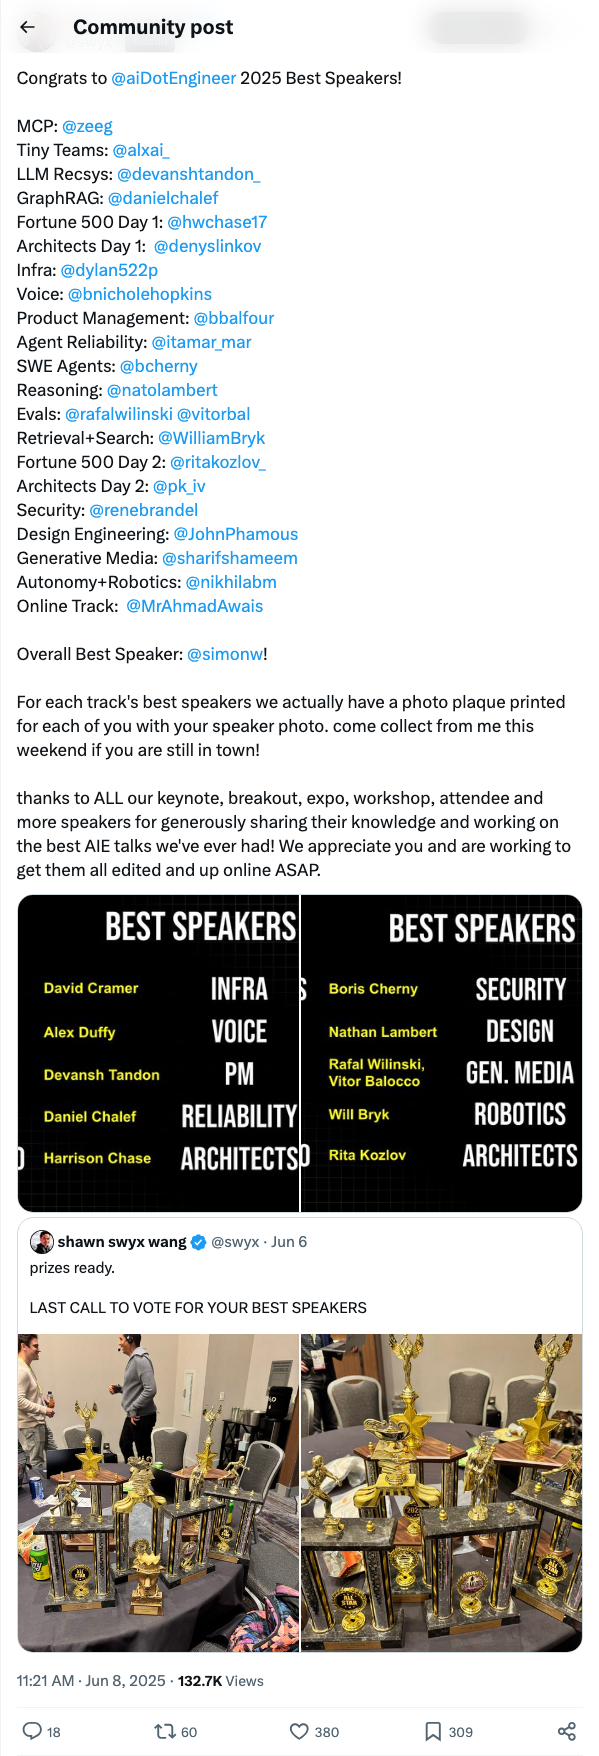 Community post
Congrats to @aiDotEngineer 2025 Best Speakers!
MCP: @zeeg
Tiny Teams: @alxai_
LLM Recsys: @devanshtandon_
GraphRAG: @danielchalef
Fortune 500 Day 1: @hwchase17
Architects Day 1:  @denyslinkov
Infra: @dylan522p
Voice: @bnicholehopkins
Product Management: @bbalfour
Agent Reliability: @itamar_mar
SWE Agents: @bcherny
Reasoning: @natolambert
Evals: @rafalwilinski @vitorbal
Retrieval+Search: @WilliamBryk
Fortune 500 Day 2: @ritakozlov_
Architects Day 2: @pk_iv
Security: @renebrandel
Design Engineering: @JohnPhamous
Generative Media: @sharifshameem
Autonomy+Robotics: @nikhilabm
Online Track:  @MrAhmadAwais
Overall Best Speaker: @simonw!
For each track's best speakers we actually have a photo plaque printed
for each of you with your speaker photo. come collect from me this
weekend if you are still in town!
thanks to ALL our keynote, breakout, expo, workshop, attendee and
more speakers for generously sharing their knowledge and working on
the best AIE talks we've ever had! We appreciate you and are working to
get them all edited and up online ASAP.
BEST SPEAKERS
David Cramer INFRA
Alex Duffy VOICE
Devansh Tandon PM
Daniel Chalef RELIABILITY
Harrison Chase ARCHITECTS
BEST SPEAKERS
Boris Cherny SECURITY
Nathan Lambert DESIGN
Rafal Wilinski,
Vitor Balocco GEN. MEDIA
Will Bryk ROBOTICS
Rita Kozlov ARCHITECTS
shawn swyx wang @swyx · Jun 6
prizes ready.
LAST CALL TO VOTE FOR YOUR BEST SPEAKERS
ALL
STAR
ALL
STAR
11:21 AM · Jun 8, 2025 · 132.7K Views
18 60 380 309